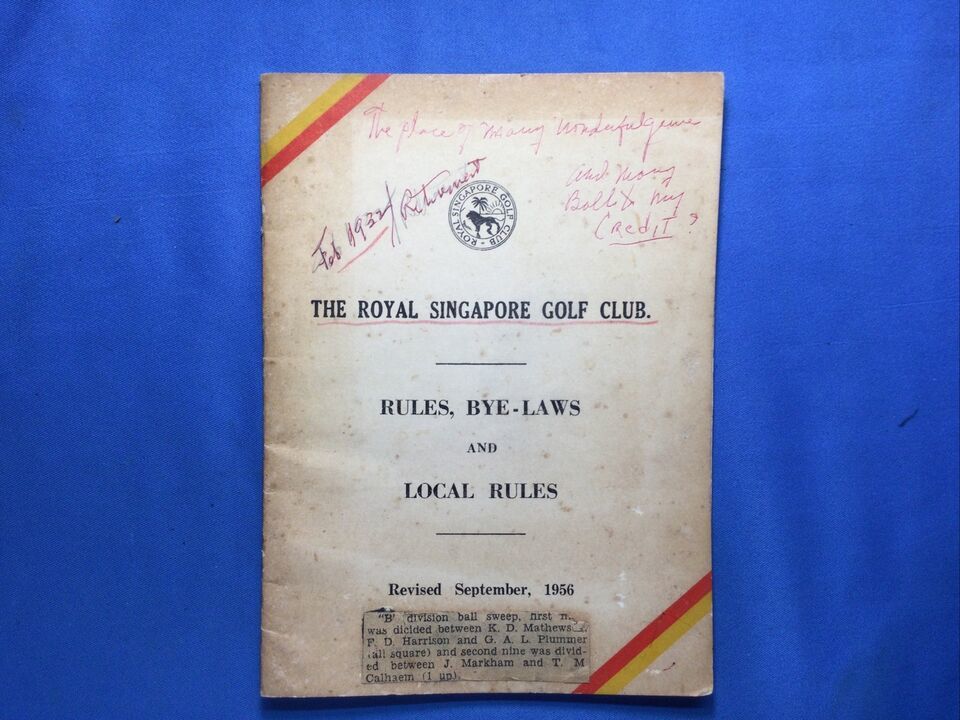 The place of many wonderful games
and many
Balls to my
Credit ?
Feb 1932 / Retirement
ROYAL SINGAPORE GOLF CLUB
THE ROYAL SINGAPORE GOLF CLUB.
RULES, BYE-LAWS
AND
LOCAL RULES
Revised September, 1956
"B' division ball sweep, first
was dicided between K. D. Mathews
F. D. Harrison and G. A. L. Plummer
(all square) and second nine was divid-
ed between J. Markham and T. M
Calhaem (1 up).